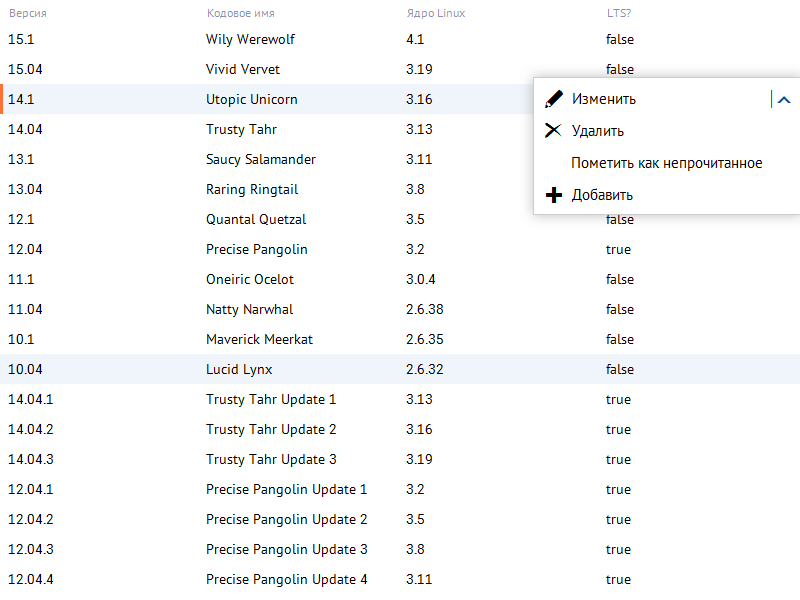 Версия Кодовое имя Ядро Linux LTS?
15.1 Wily Werewolf 4.1 false
15.04 Vivid Vervet 3.19 false
14.1 Utopic Unicorn 3.16 Изменить
14.04 Trusty Tahr 3.13 Удалить
13.1 Saucy Salamander 3.11 Пометить как непрочитанное
13.04 Raring Ringtail 3.8 Добавить
12.1 Quantal Quetzal 3.5 false
12.04 Precise Pangolin 3.2 true
11.1 Oneiric Ocelot 3.0.4 false
11.04 Natty Narwhal 2.6.38 false
10.1 Maverick Meerkat 2.6.35 false
10.04 Lucid Lynx 2.6.32 false
14.04.1 Trusty Tahr Update 1 3.13 true
14.04.2 Trusty Tahr Update 2 3.16 true
14.04.3 Trusty Tahr Update 3 3.19 true
12.04.1 Precise Pangolin Update 1 3.2 true
12.04.2 Precise Pangolin Update 2 3.5 true
12.04.3 Precise Pangolin Update 3 3.8 true
12.04.4 Precise Pangolin Update 4 3.11 true